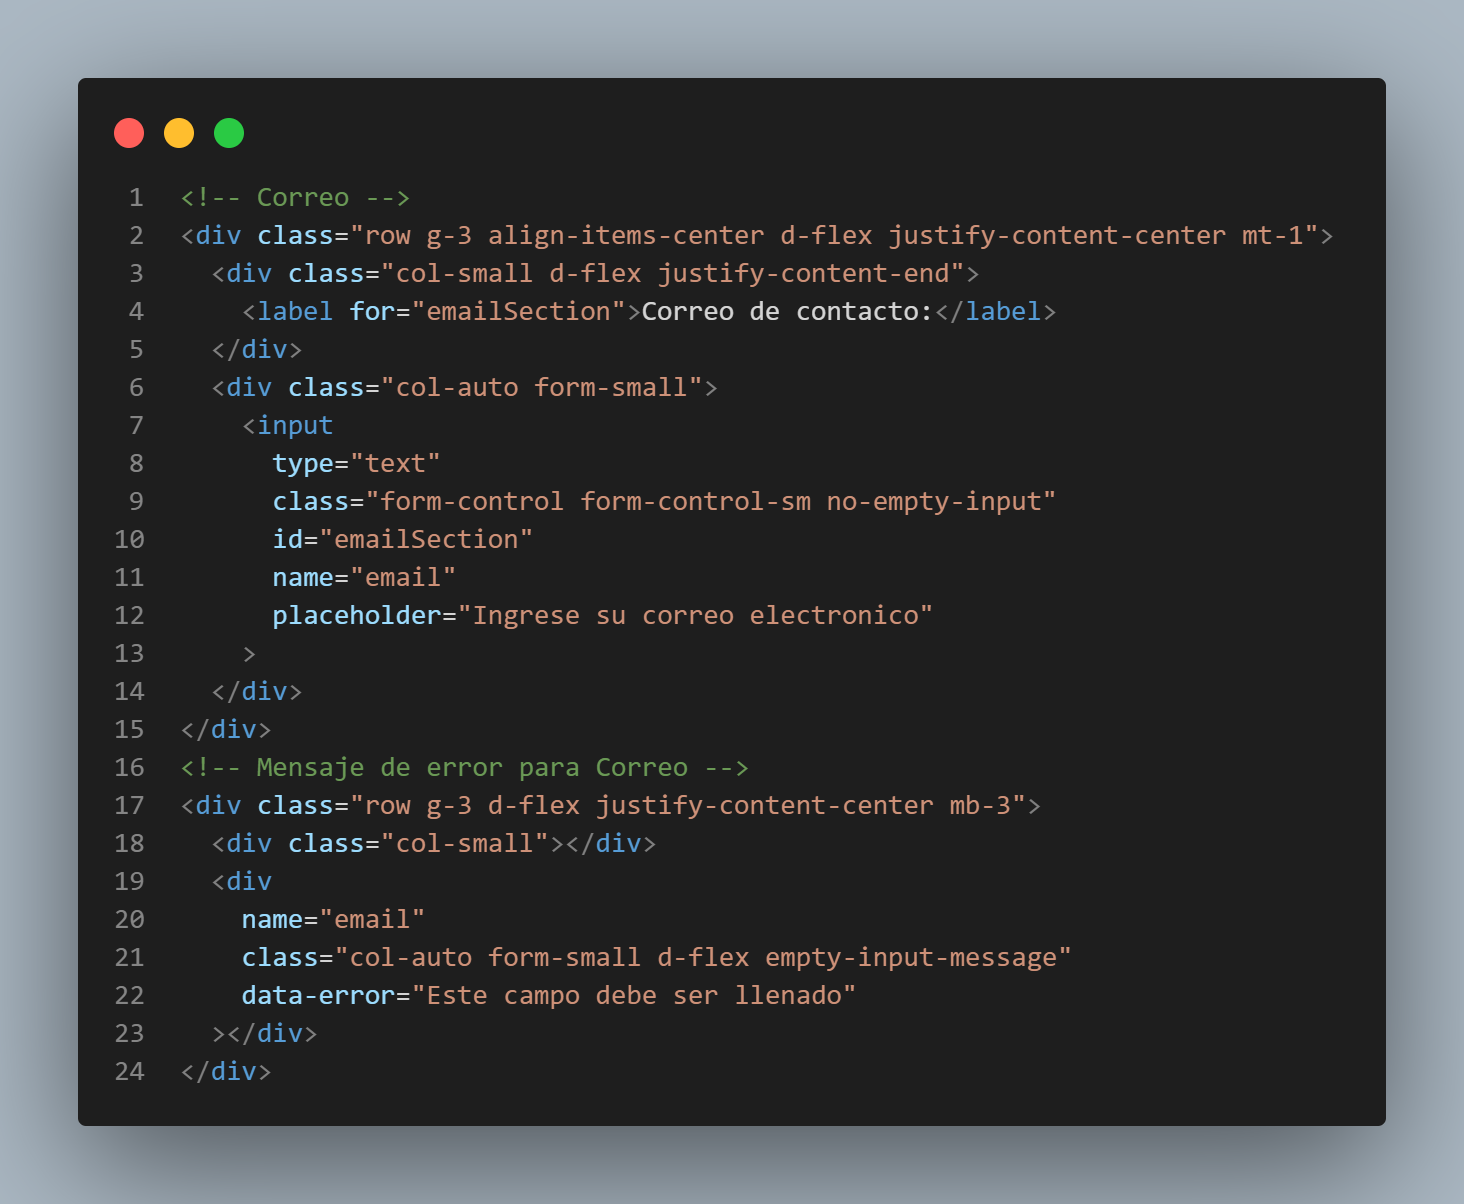 1 <!-- Correo -->
2 <div class="row g-3 align-items-center d-flex justify-content-center mt-1">
3   <div class="col-small d-flex justify-content-end">
4     <label for="emailSection">Correo de contacto:</label>
5   </div>
6   <div class="col-auto form-small">
7     <input
8       type="text"
9       class="form-control form-control-sm no-empty-input"
10       id="emailSection"
11       name="email"
12       placeholder="Ingrese su correo electronico"
13     >
14   </div>
15 </div>
16 <!-- Mensaje de error para Correo -->
17 <div class="row g-3 d-flex justify-content-center mb-3">
18   <div class="col-small"></div>
19   <div
20     name="email"
21     class="col-auto form-small d-flex empty-input-message"
22     data-error="Este campo debe ser llenado"
23   ></div>
24 </div>